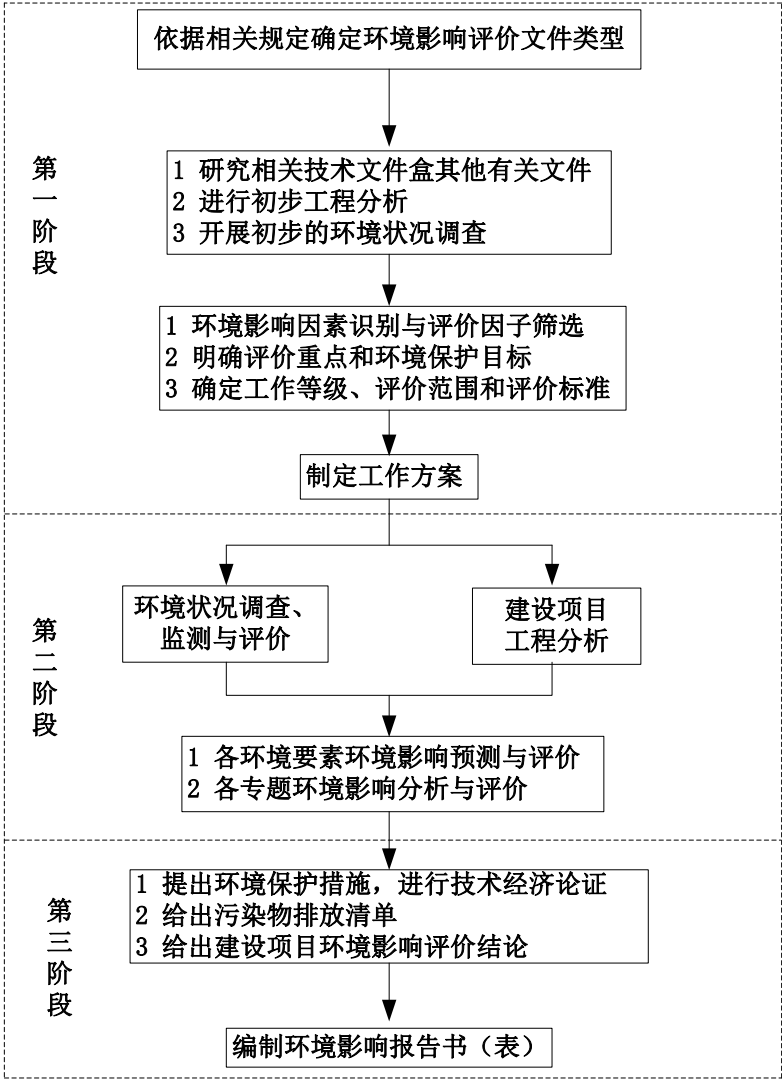 依据相关规定确定环境影响评价文件类型
第一阶段
1 研究相关技术文件盒其他有关文件
2 进行初步工程分析
3 开展初步的环境状况调查
1 环境影响因素识别与评价因子筛选
2 明确评价重点和环境保护目标
3 确定工作等级、评价范围和评价标准
制定工作方案
第二阶段
环境状况调查、
监测与评价
建设项目
工程分析
1 各环境要素环境影响预测与评价
2 各专题环境影响分析与评价
第三阶段
1 提出环境保护措施，进行技术经济论证
2 给出污染物排放清单
3 给出建设项目环境影响评价结论
编制环境影响报告书（表）